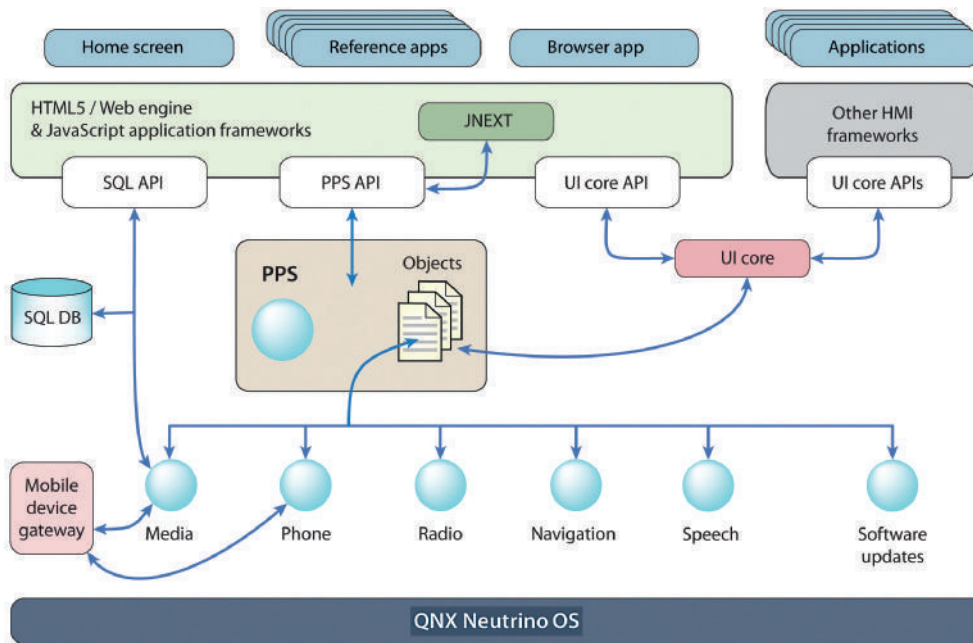 Home screen
Reference apps
Browser app
Applications
HTML5 / Web engine
& JavaScript application frameworks
JNEXT
Other HMI
frameworks
SQL API
PPS API
UI core API
UI core APIs
PPS
Objects
UI core
SQL DB
Mobile
device
gateway
Media
Phone
Radio
Navigation
Speech
Software
updates
QNX Neutrino OS